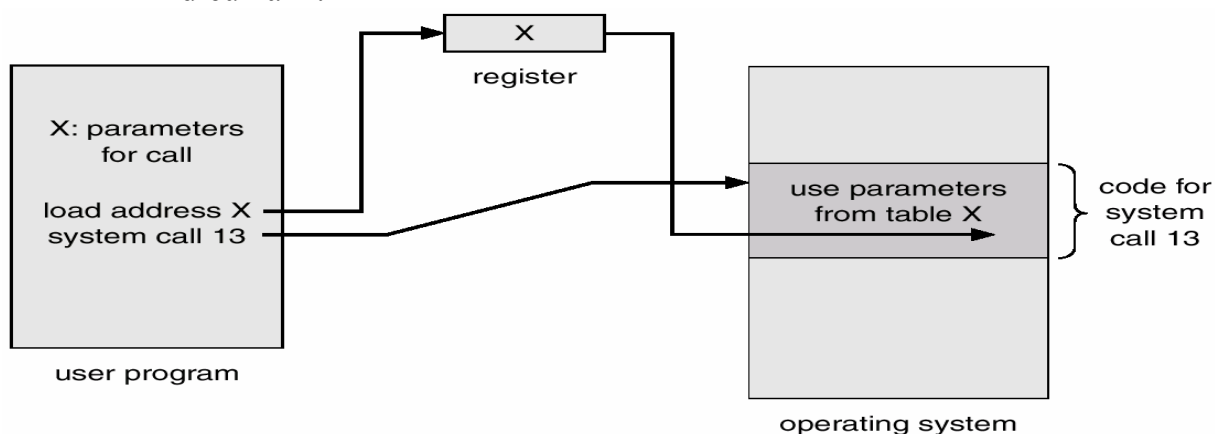 X
register
X: parameters
for call
load address X
system call 13
use parameters
from table X
code for
system
call 13
user program
operating system